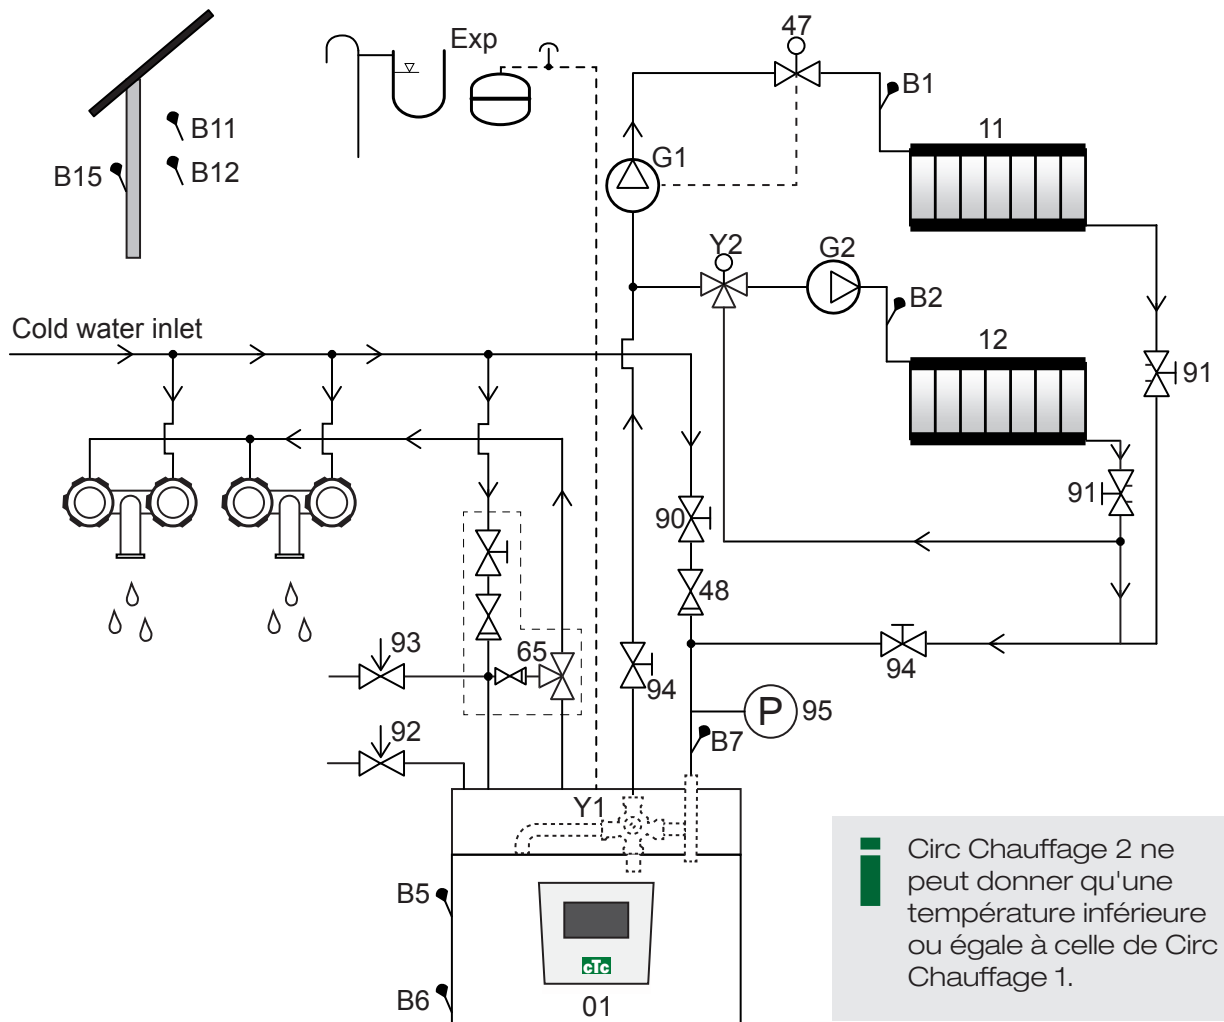 47
Exp
B1
B11
11
G1
B12
B15
Y2
G2
B2
Cold water inlet
12
91
91
90
48
93
65
94
94
P
95
92
B7
Y1
B5
cTc
B6
01
Circ Chauffage 2 ne
peut donner qu'une
température inférieure
ou égale à celle de Circ
Chauffage 1.